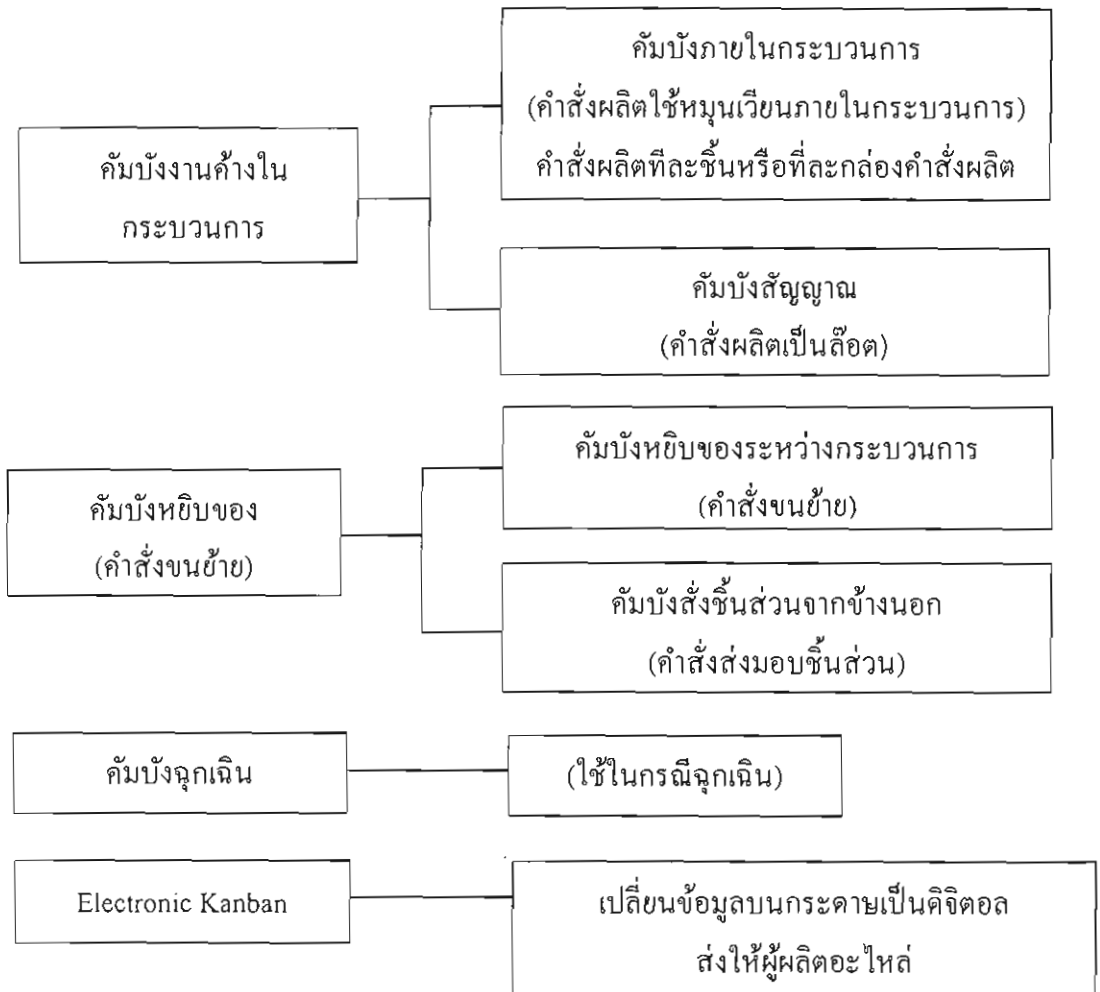 คัมบังงานค้างใน
กระบวนการ
คัมบังภายในกระบวนการ
(คำสั่งผลิตใช้หมุนเวียนภายในกระบวนการ)
คำสั่งผลิตทีละชิ้นหรือที่ละกล่องคำสั่งผลิต
คัมบังสัญญาณ
(คำสั่งผลิตเป็นล๊อต)
คัมบังหยิบของ
(คำสั่งขนย้าย)
คัมบังหยิบของระหว่างกระบวนการ
(คำสั่งขนย้าย)
คัมบังสั่งชิ้นส่วนจากข้างนอก
(คำสั่งส่งมอบชิ้นส่วน)
คัมบังฉุกเฉิน
(ใช้ในกรณีฉุกเฉิน)
Electronic Kanban
เปลี่ยนข้อมูลบนกระดาษเป็นดิจิตอล
ส่งให้ผู้ผลิตอะไหล่